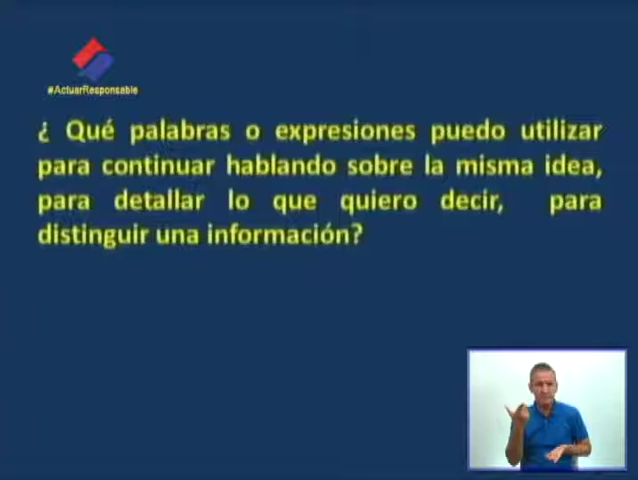 #ActuarResponsable
¿ Qué palabras o expresiones puedo utilizar
para continuar hablando sobre la misma idea,
para detallar lo que quiero decir, para
distinguir una información?